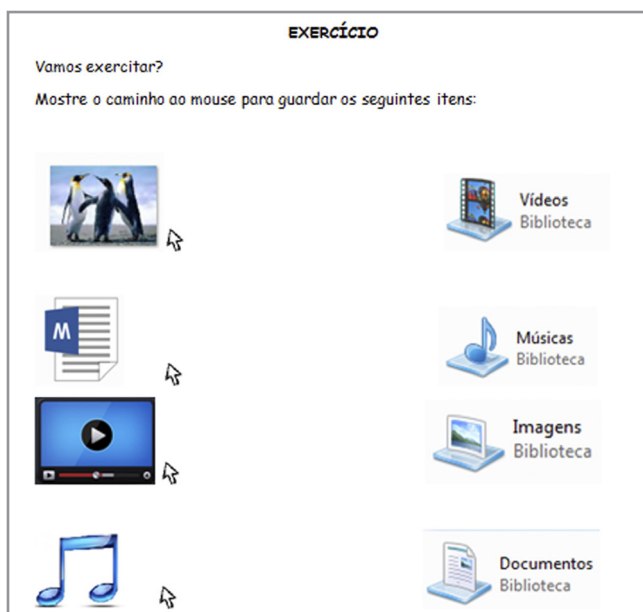 EXERCÍCIO
Vamos exercitar?
Mostre o caminho ao mouse para guardar os seguintes itens:
Vídeos
Biblioteca
M
Músicas
Biblioteca
Imagens
Biblioteca
Documentos
Biblioteca